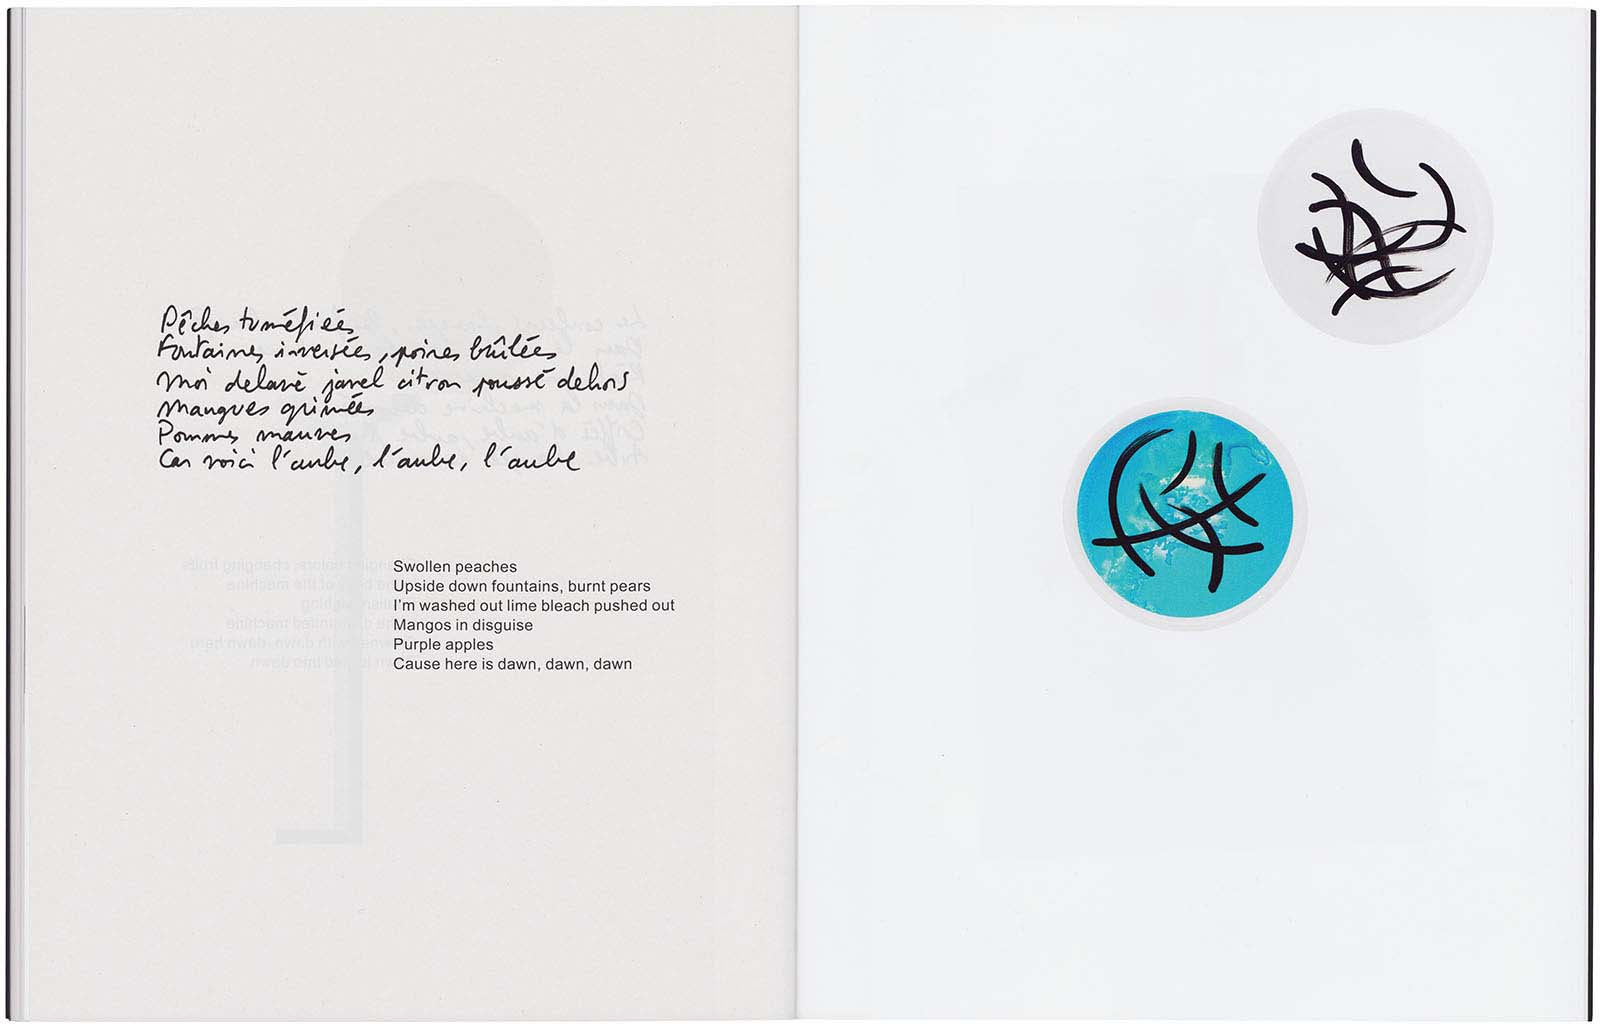 Pêches tuméfiées
Fontaines inversées, poires brûlées
Moi delavé javel citron poussé dehors
Mangues grimées
Pommes mauves
Car voici l'aube, l'aube, l'aube
Swollen peaches
Upside down fountains, burnt pears
I'm washed out lime bleach pushed out
Mangos in disguise
Purple apples
Cause here is dawn, dawn, dawn